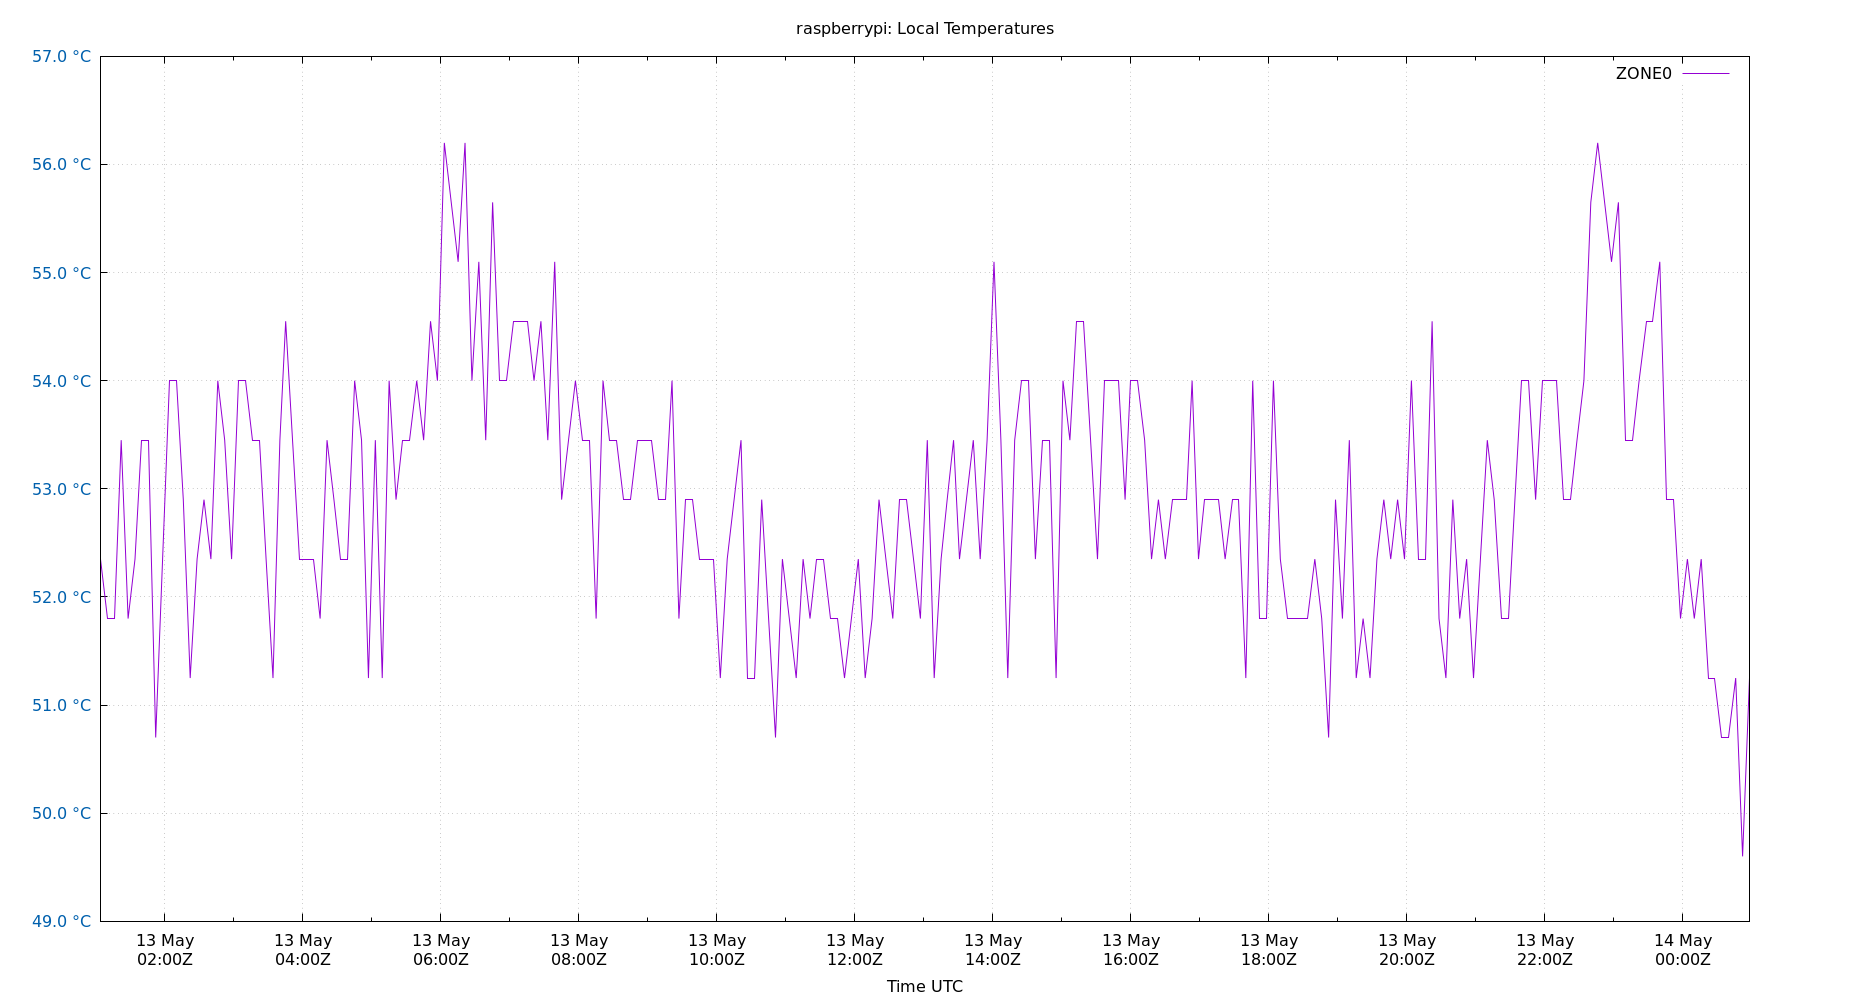 raspberrypi: Local Temperatures
57.0 °C
56.0 °C
55.0 °C
54.0 °C
53.0 °C
52.0 °C
51.0 °C
50.0 °C
49.0 °C
ZONE0
13 May 13 May 13 May 13 May 13 May 13 May 13 May 13 May 13 May 13 May 13 May 14 May
02:00Z 04:00Z 06:00Z 08:00Z 10:00Z 12:00Z 14:00Z 16:00Z 18:00Z 20:00Z 22:00Z 00:00Z
Time UTC